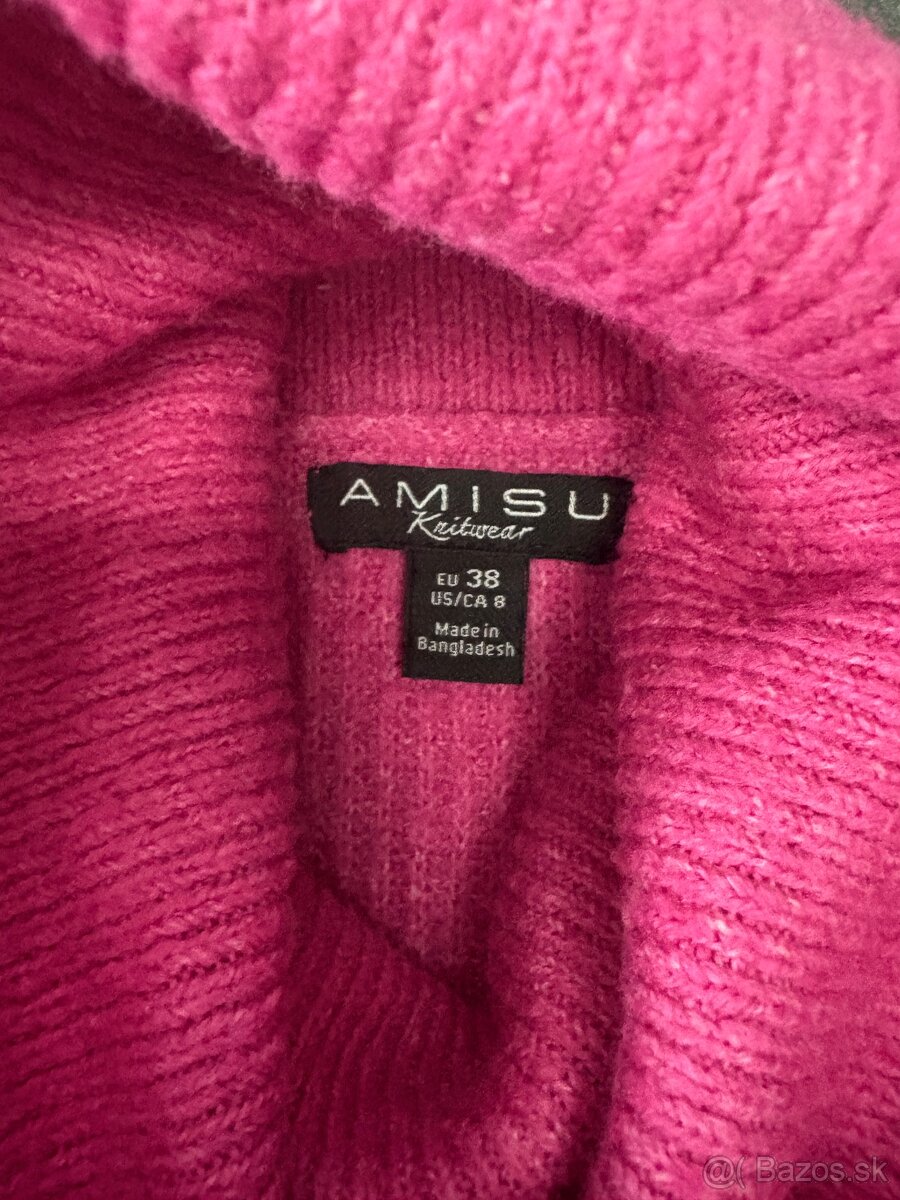 AMISU
Knitwear
EU 38
US/CA 8
Made in
Bangladesh
@( Bazos.sk